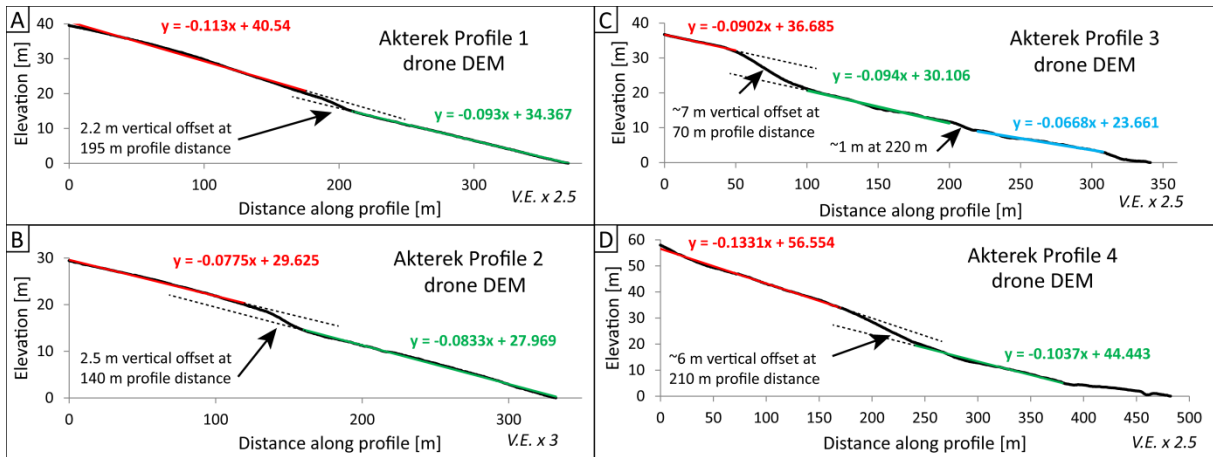 A
Akterek Profile 1
drone DEM
y = -0.113x + 40.54
y = -0.093x + 34.367
2.2 m vertical offset at
195 m profile distance
Elevation [m]
40
30
20
10
0
0 100 200 300
Distance along profile [m]
V.E. x 2.5
B
Akterek Profile 2
drone DEM
y = -0.0775x + 29.625
y = -0.0833x + 27.969
2.5 m vertical offset at
140 m profile distance
Elevation [m]
30
20
10
0
0 100 200 300
Distance along profile [m]
V.E. x 3
C
Akterek Profile 3
drone DEM
y = -0.0902x + 36.685
y = -0.094x + 30.106
y = -0.0668x + 23.661
~7 m vertical offset at
70 m profile distance
~1 m at 220 m
Elevation [m]
40
30
20
10
0
0 50 100 150 200 250 300 350
Distance along profile [m]
V.E. x 2.5
D
Akterek Profile 4
drone DEM
y = -0.1331x + 56.554
y = -0.1037x + 44.443
~6 m vertical offset at
210 m profile distance
Elevation [m]
60
50
40
30
20
10
0
0 50 100 150 200 250 300 350 400 450 500
Distance along profile [m]
V.E. x 2.5